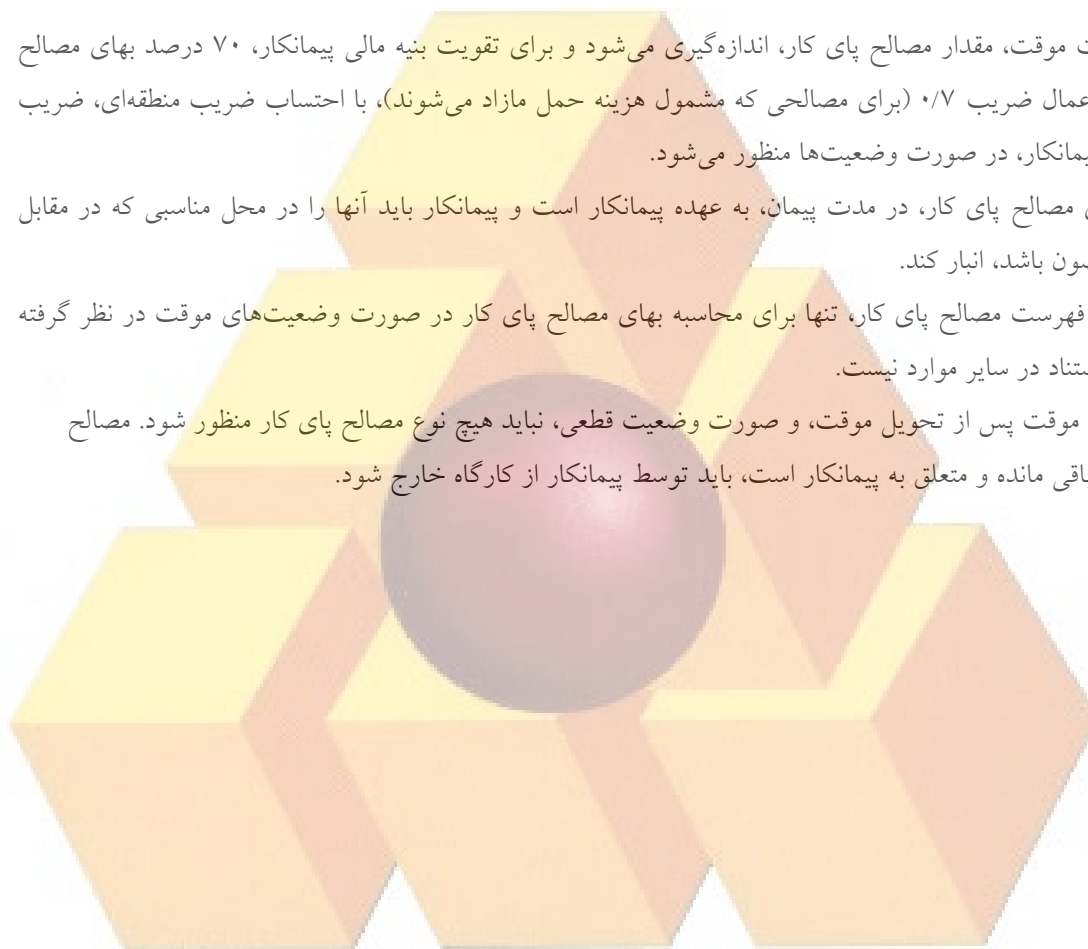 موقت، مقدار مصالح پای کار، اندازه‌گیری می‌شود و برای تقویت بنیه مالی پیمانکار، ۷۰ درصد بهای مصالح
عمال ضریب ۰/۷ (برای مصالحی که مشمول هزینه حمل مازاد می‌شوند)، با احتساب ضریب منطقه‌ای، ضریب
یمانکار، در صورت وضعیت‌ها منظور می‌شود.
مصالح پای کار، در مدت پیمان، به عهده پیمانکار است و پیمانکار باید آنها را در محل مناسبی که در مقابل
صون باشد، انبار کند.
فهرست مصالح پای کار، تنها برای محاسبه بهای مصالح پای کار در صورت وضعیت‌های موقت در نظر گرفته
ستناد در سایر موارد نیست.
موقت پس از تحویل موقت، و صورت وضعیت قطعی، نباید هیچ نوع مصالح پای کار منظور شود. مصالح
اقی مانده و متعلق به پیمانکار است، باید توسط پیمانکار از کارگاه خارج شود.